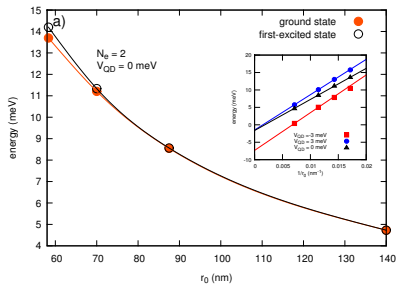 a)
ground state
first-excited state
N_e = 2
V_QD = 0 meV
energy (meV)
15
14
13
12
11
10
9
8
7
6
5
4
60
70
80
90
100
110
120
130
140
r_0 (nm)
energy (meV)
20
15
10
5
0
-5
-10
0
0.005
0.01
0.015
0.02
1/r_0 (nm⁻¹)
V_QD = 3 meV
V_QD = 3 meV
V_QD = 0 meV